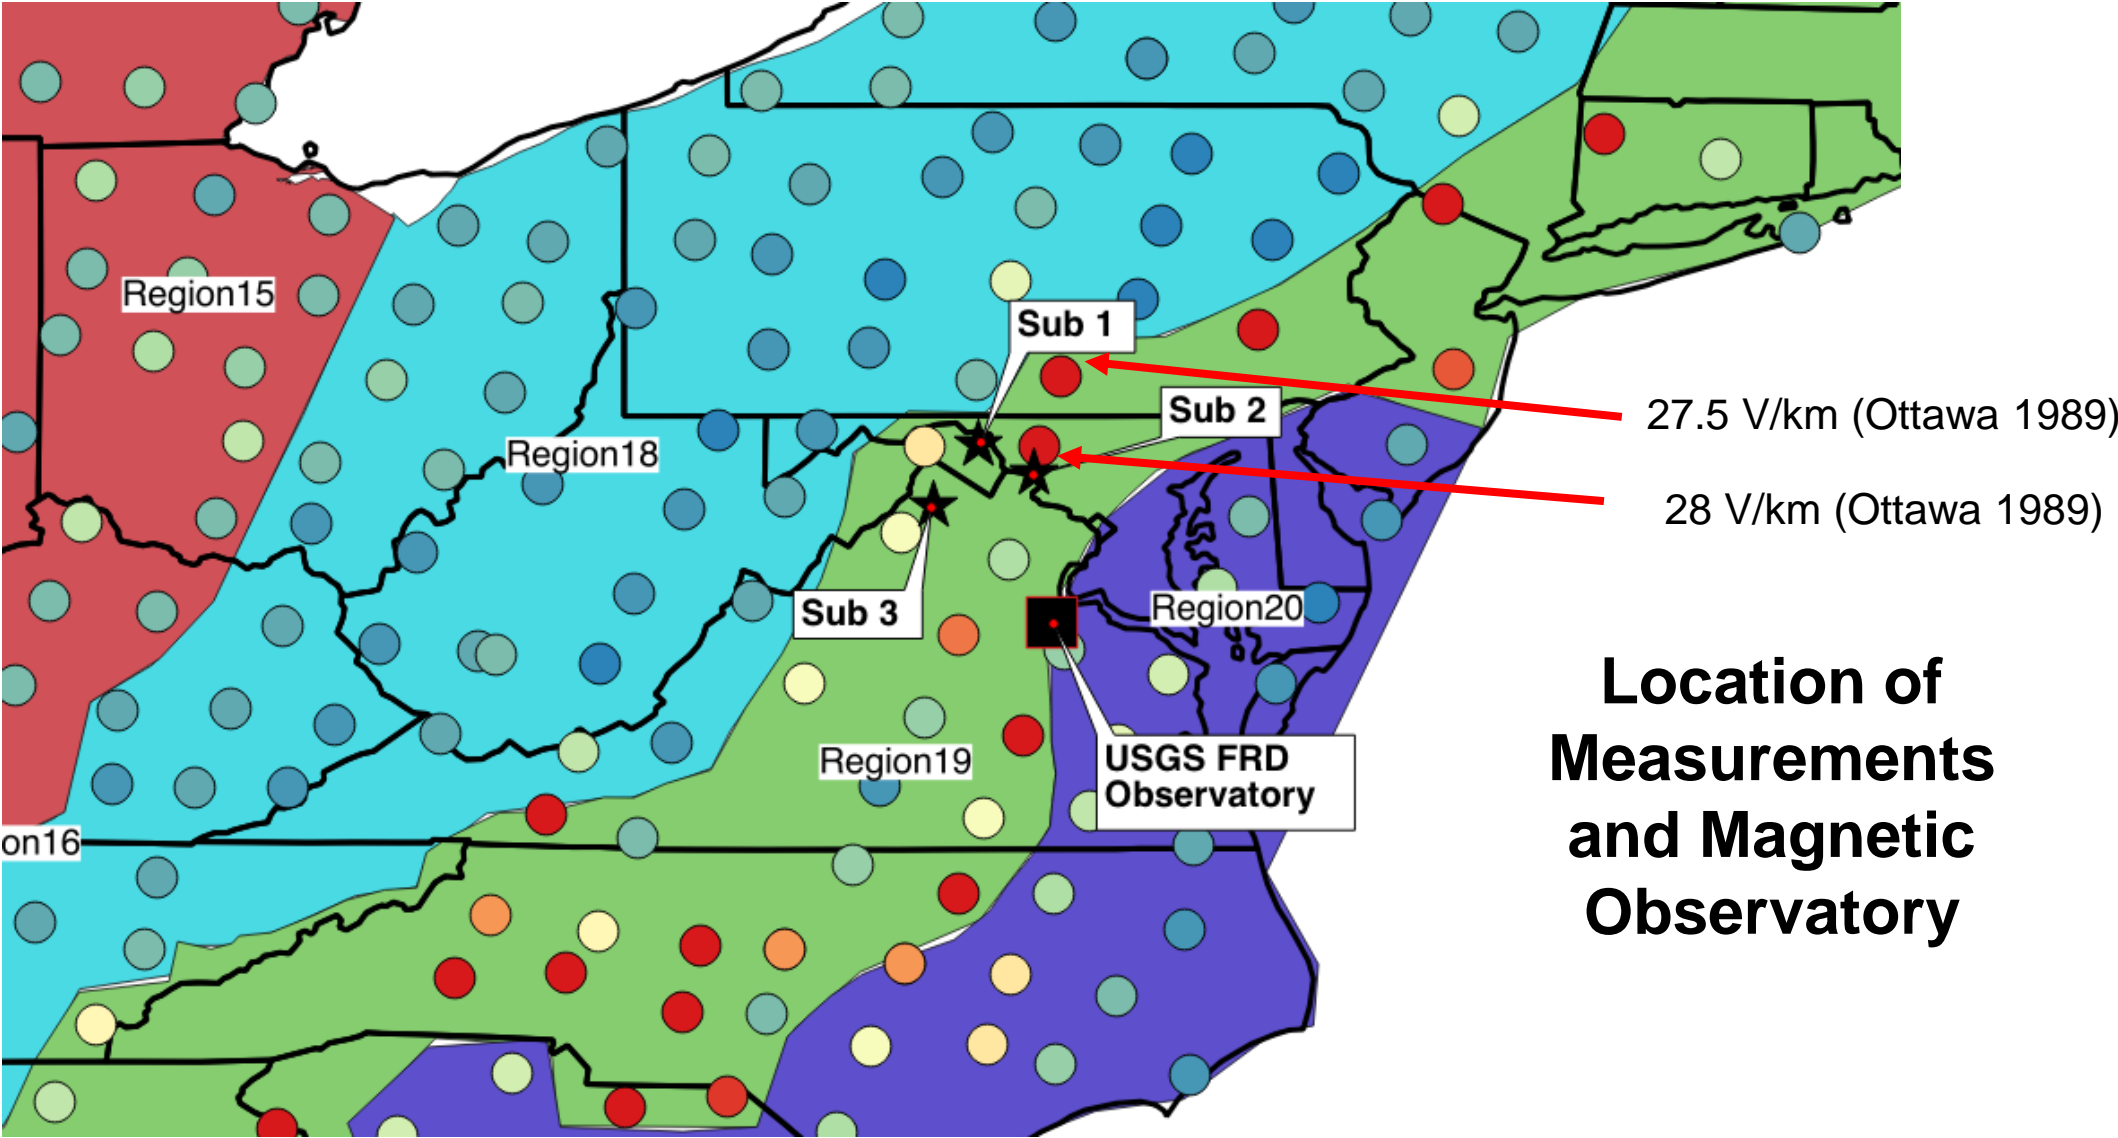 Region15
Sub 1
27.5 V/km (Ottawa 1989)
Sub 2
Region18
28 V/km (Ottawa 1989)
Sub 3
Region20
Location of
Measurements
and Magnetic
Observatory
Region19
USGS FRD
Observatory
on16